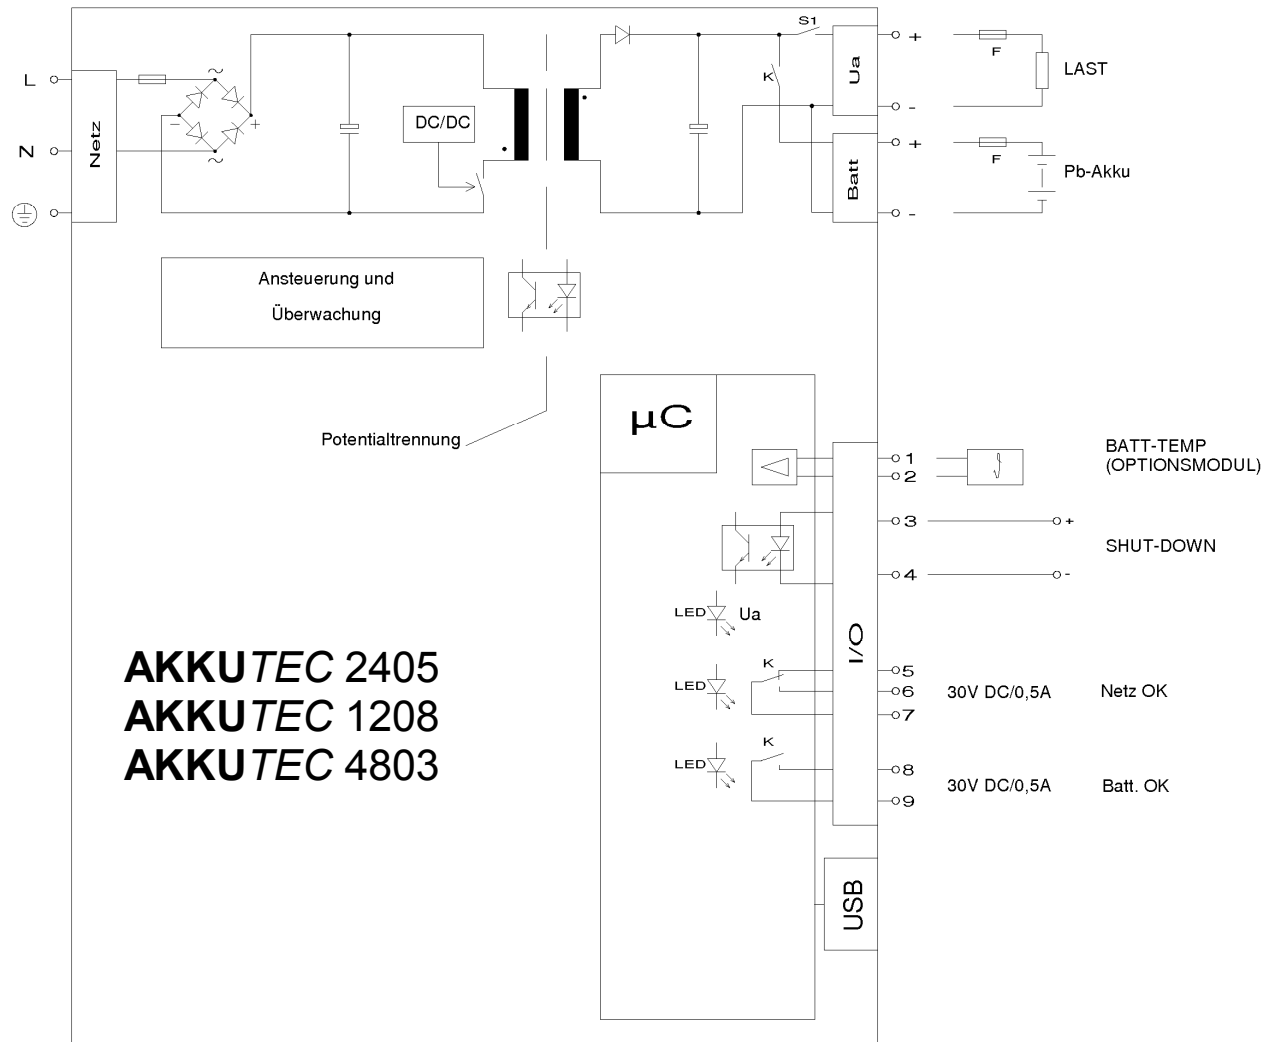 S1
+
F
L
~
Ua
K
LAST
DC/DC
-
Netz
-
+
+
F
N
~
Batt
Pb-Akku
-
Ansteuerung und
Überwachung
µC
Potentialtrennung
1
BATT-TEMP
2
(OPTIONSMODUL)
3
+
SHUT-DOWN
4
-
LED
Ua
I/O
K
5
LED
6
30V DC/0,5A
Netz OK
7
K
LED
8
30V DC/0,5A
Batt. OK
9
AKKUTEC 2405
AKKUTEC 1208
AKKUTEC 4803
USB